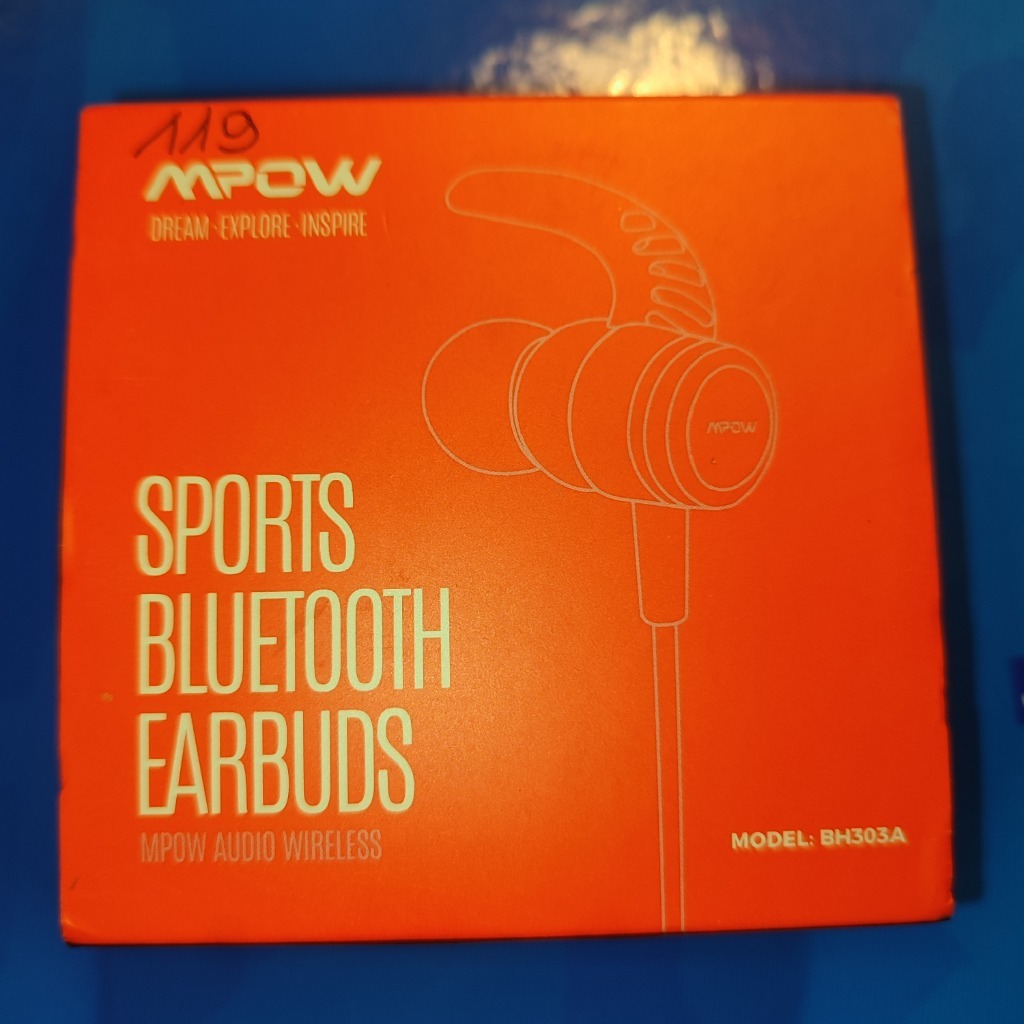 119
MPOW
DREAM · EXPLORE · INSPIRE
MPOW
SPORTS
BLUETOOTH
EARBUDS
MPOW AUDIO WIRELESS
MODEL: BH303A